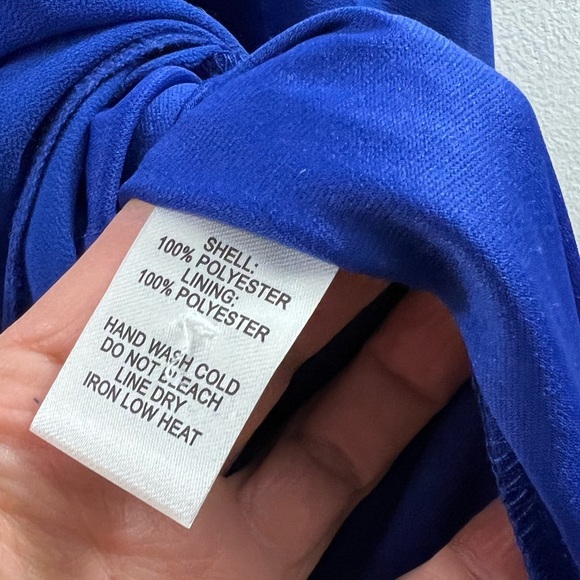 SHELL:
100% POLYESTER
LINING:
100% POLYESTER
HAND WASH COLD
DO NOT BLEACH
LINE DRY
IRON LOW HEAT